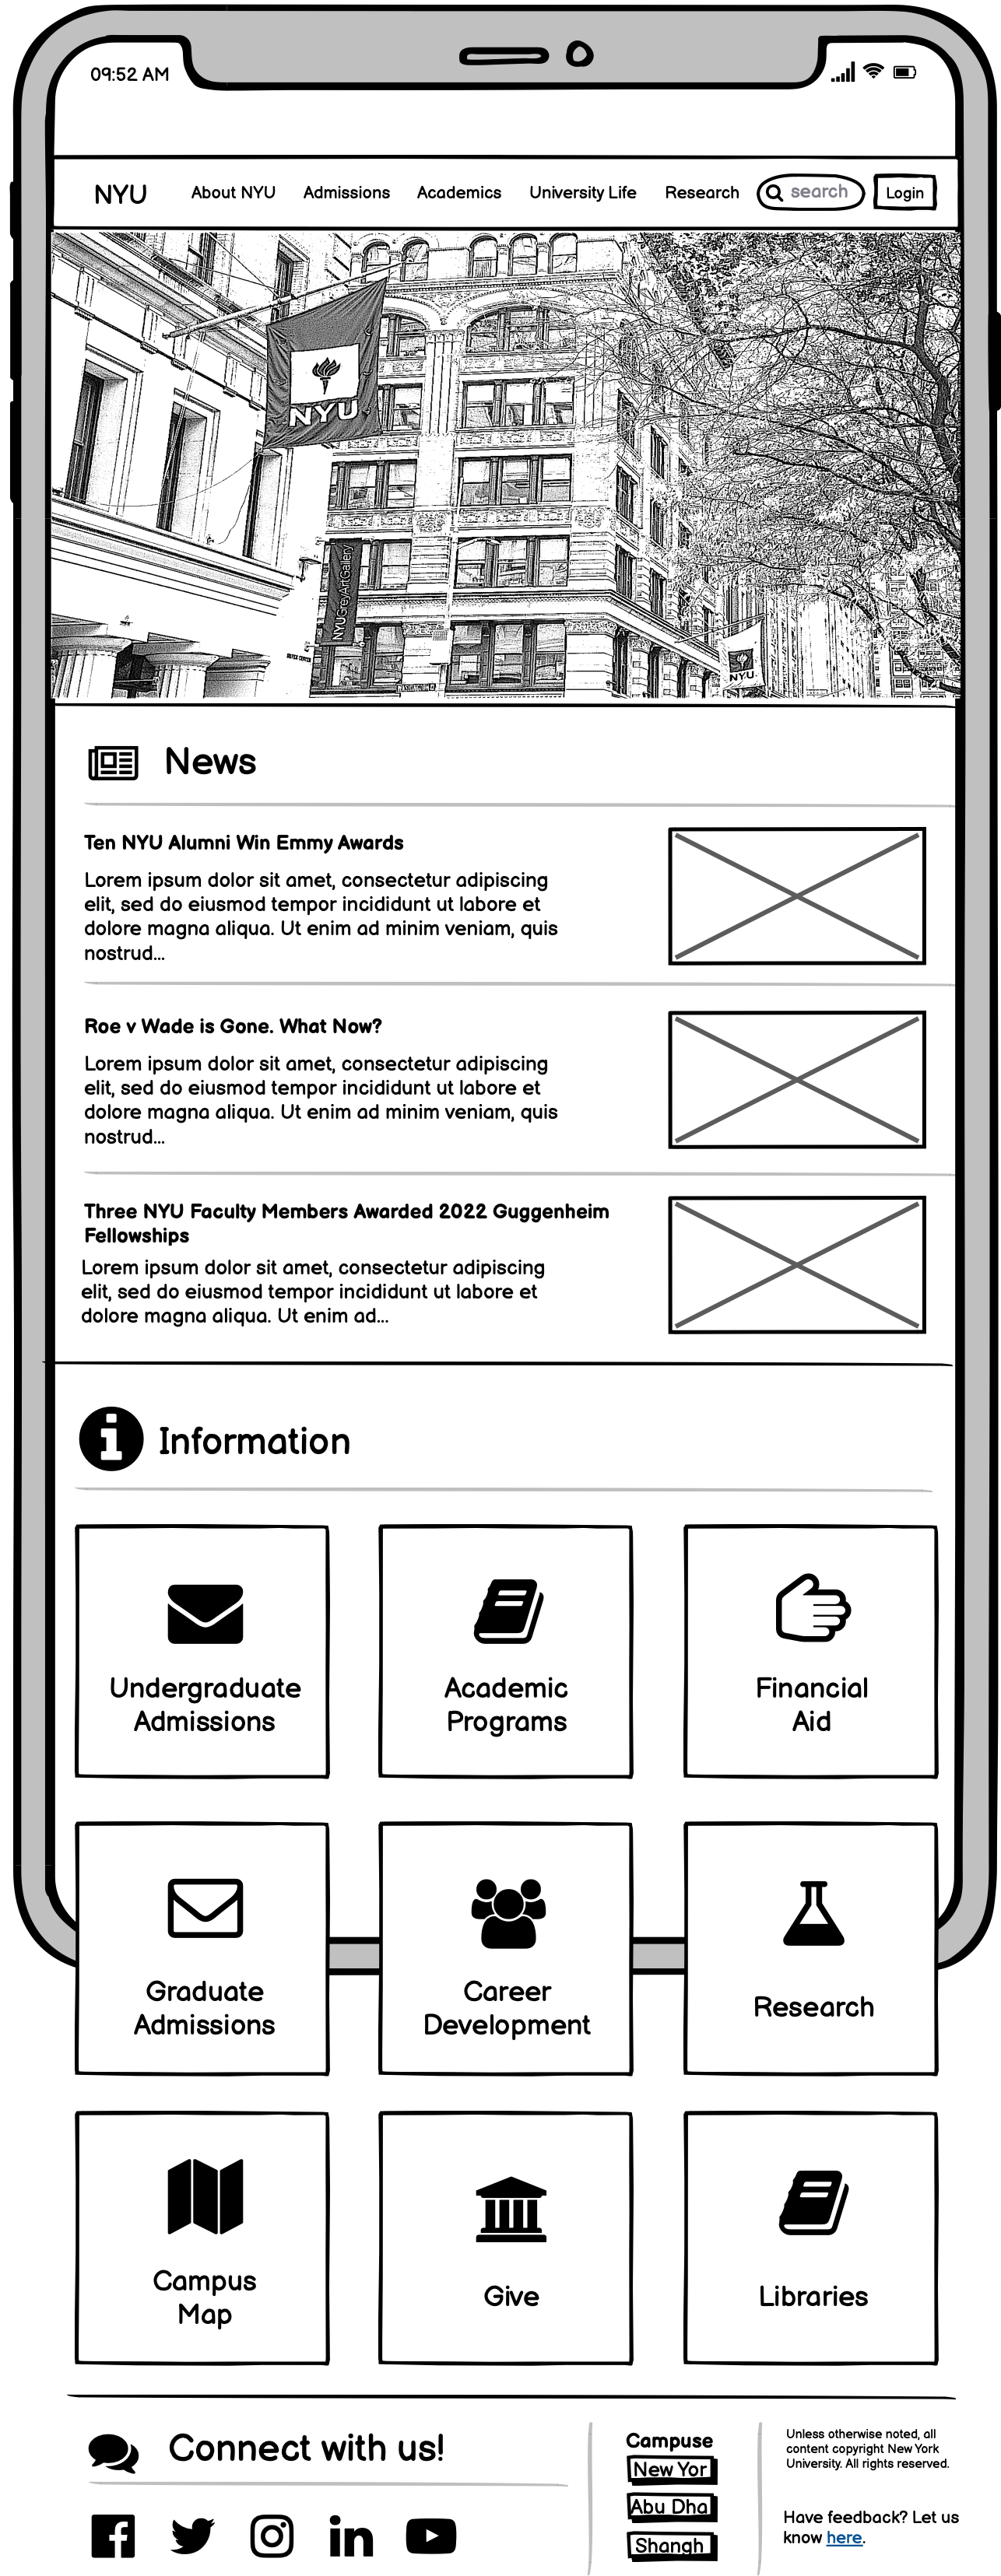 09:52 AM
NYU About NYU Admissions Academics University Life Research search Login
NYU
NYU Grey Art Gallery
NYU
News
Ten NYU Alumni Win Emmy Awards
Lorem ipsum dolor sit amet, consectetur adipiscing
elit, sed do eiusmod tempor incididunt ut labore et
dolore magna aliqua. Ut enim ad minim veniam, quis
nostrud...
Roe v Wade is Gone. What Now?
Lorem ipsum dolor sit amet, consectetur adipiscing
elit, sed do eiusmod tempor incididunt ut labore et
dolore magna aliqua. Ut enim ad minim veniam, quis
nostrud...
Three NYU Faculty Members Awarded 2022 Guggenheim
Fellowships
Lorem ipsum dolor sit amet, consectetur adipiscing
elit, sed do eiusmod tempor incididunt ut labore et
dolore magna aliqua. Ut enim ad...
Information
Undergraduate
Admissions
Academic
Programs
Financial
Aid
Graduate
Admissions
Career
Development
Research
Campus
Map
Give
Libraries
Connect with us!
Campuse
New Yor
Abu Dha
Shangh
Unless otherwise noted, all
content copyright New York
University. All rights reserved.
Have feedback? Let us
know here.